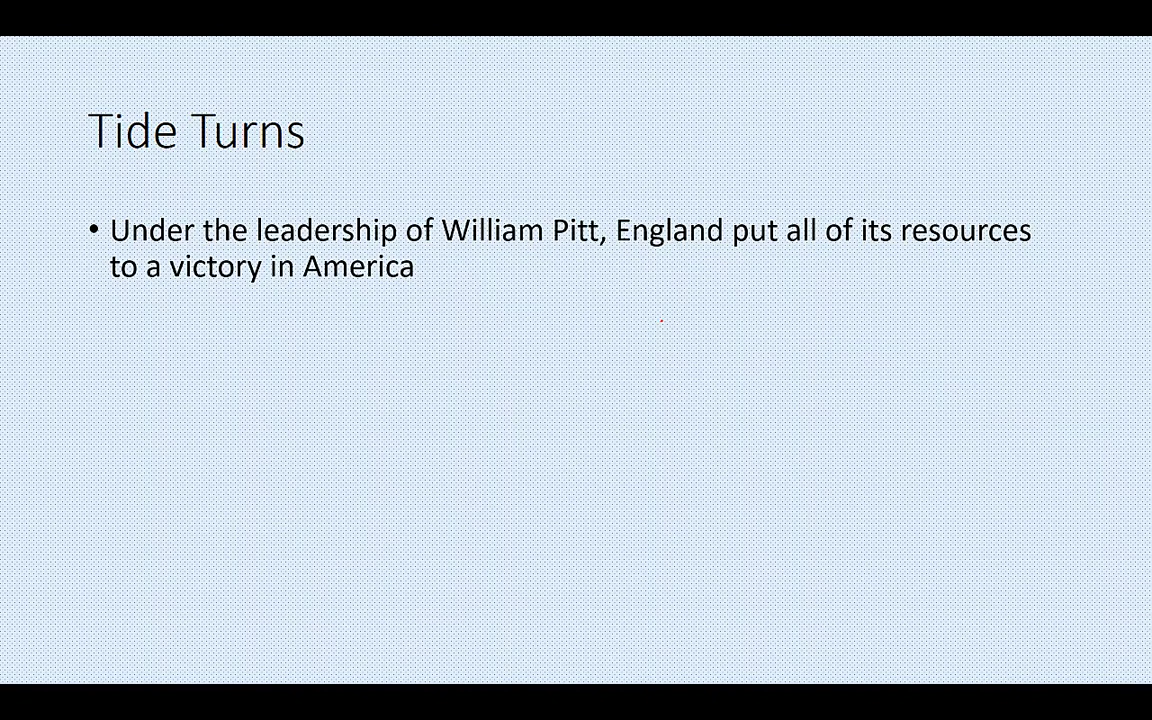 Tide Turns
• Under the leadership of William Pitt, England put all of its resources
to a victory in America